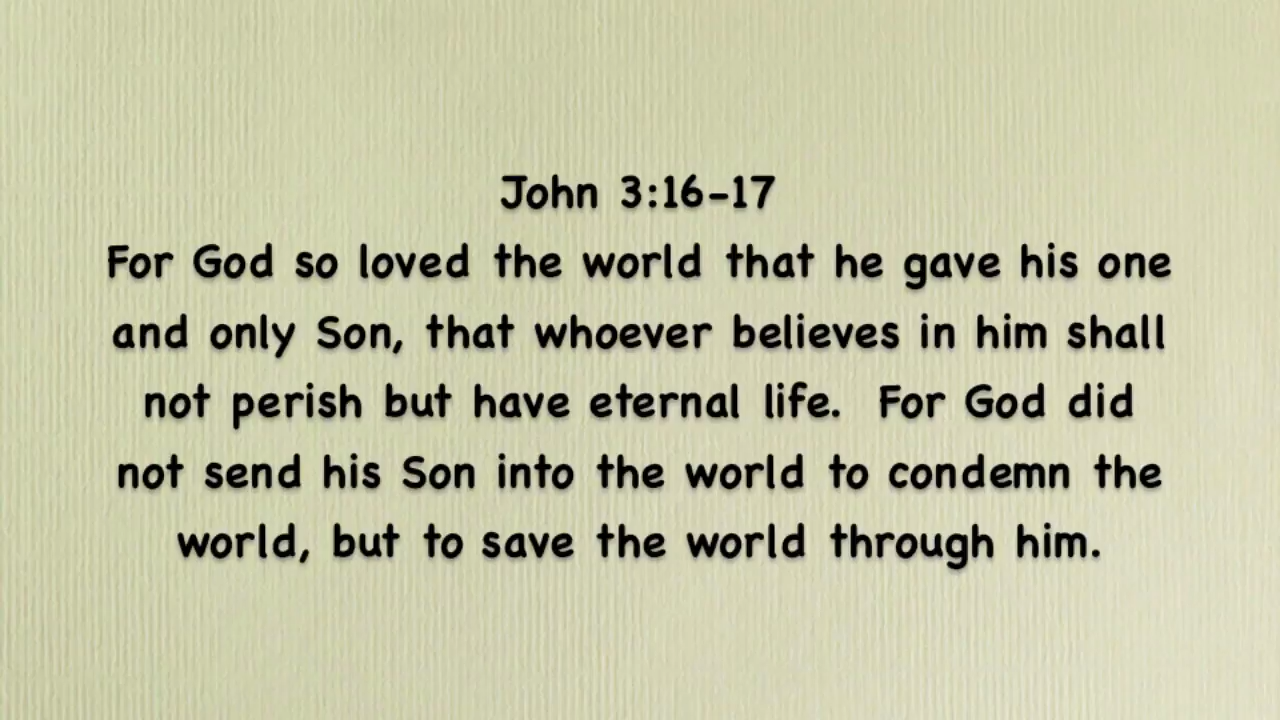 John 3:16-17
For God so loved the world that he gave his one
and only Son, that whoever believes in him shall
not perish but have eternal life.  For God did
not send his Son into the world to condemn the
world, but to save the world through him.